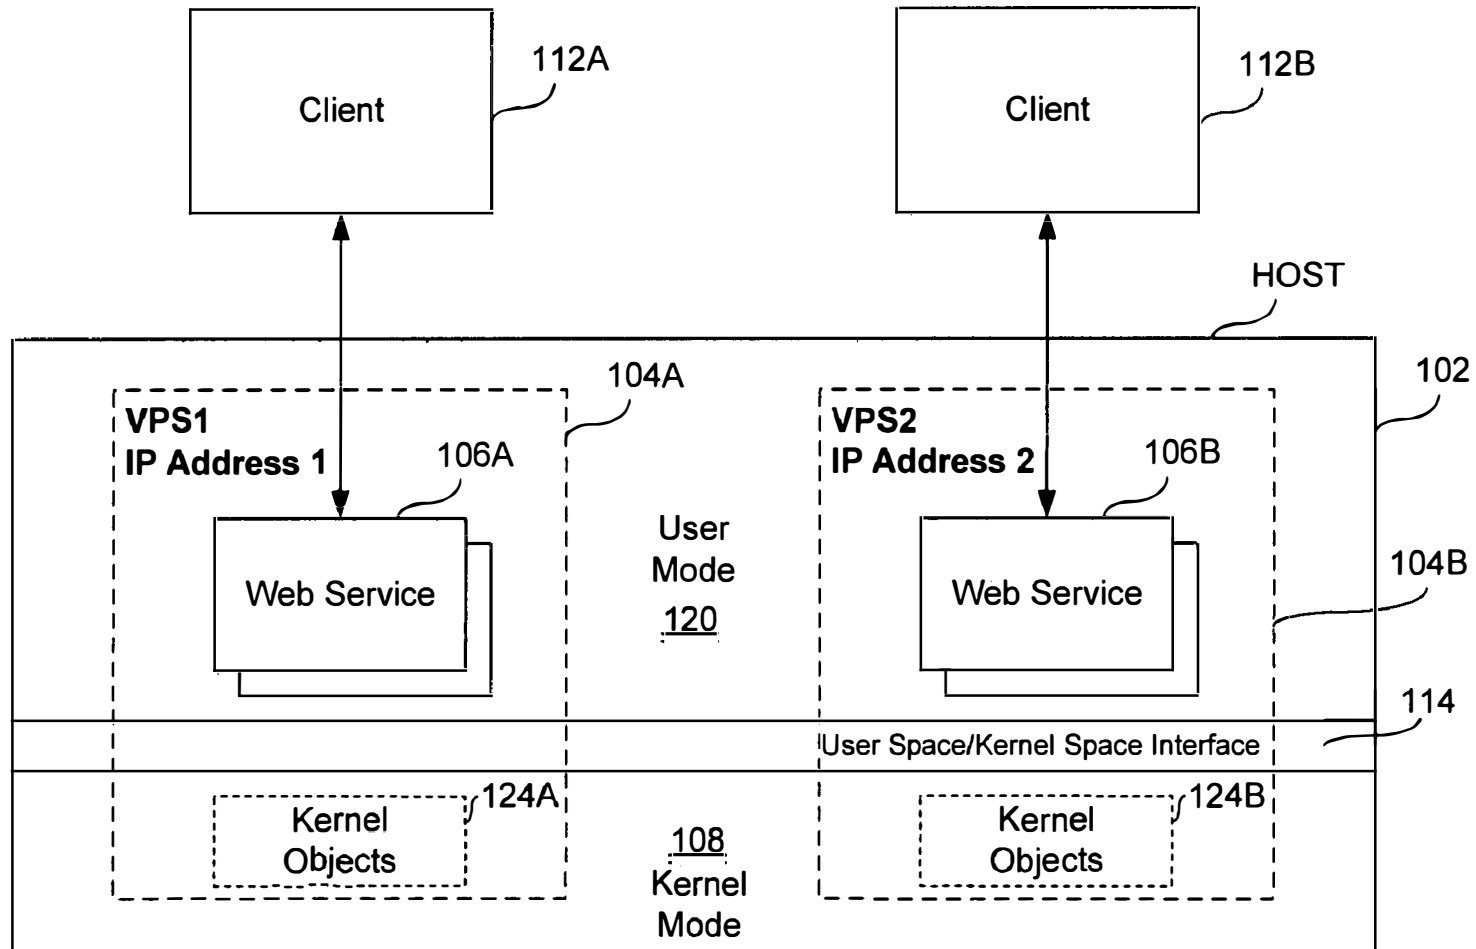 112A
112B
Client
Client
HOST
104A
102
VPS1
IP Address 1
VPS2
IP Address 2
106A
106B
User
Mode
120
104B
Web Service
Web Service
114
User Space/Kernel Space Interface
124A
124B
Kernel
Objects
Kernel
Objects
108
Kernel
Mode